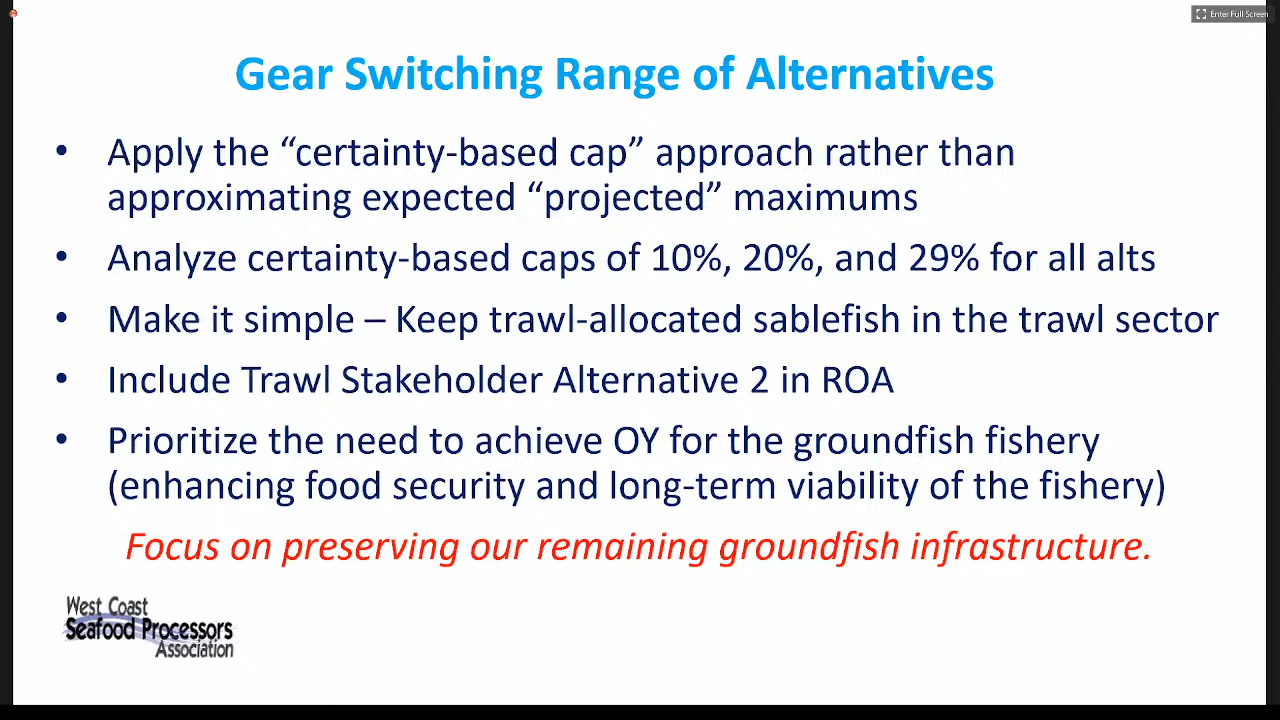 Enter Full Screen
Gear Switching Range of Alternatives
• Apply the “certainty-based cap” approach rather than
approximating expected “projected” maximums
• Analyze certainty-based caps of 10%, 20%, and 29% for all alts
• Make it simple – Keep trawl-allocated sablefish in the trawl sector
• Include Trawl Stakeholder Alternative 2 in ROA
• Prioritize the need to achieve OY for the groundfish fishery
(enhancing food security and long-term viability of the fishery)
Focus on preserving our remaining groundfish infrastructure.
West Coast
Seafood Processors
Association